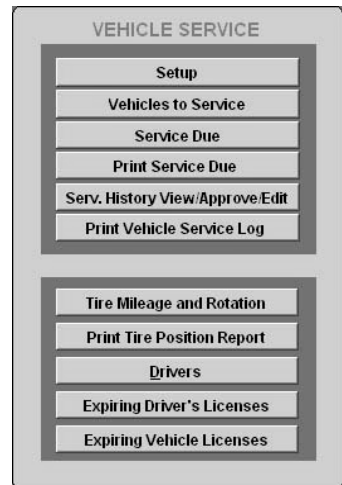 VEHICLE SERVICE
Setup
Vehicles to Service
Service Due
Print Service Due
Serv. History View/Approve/Edit
Print Vehicle Service Log
Tire Mileage and Rotation
Print Tire Position Report
Drivers
Expiring Driver's Licenses
Expiring Vehicle Licenses